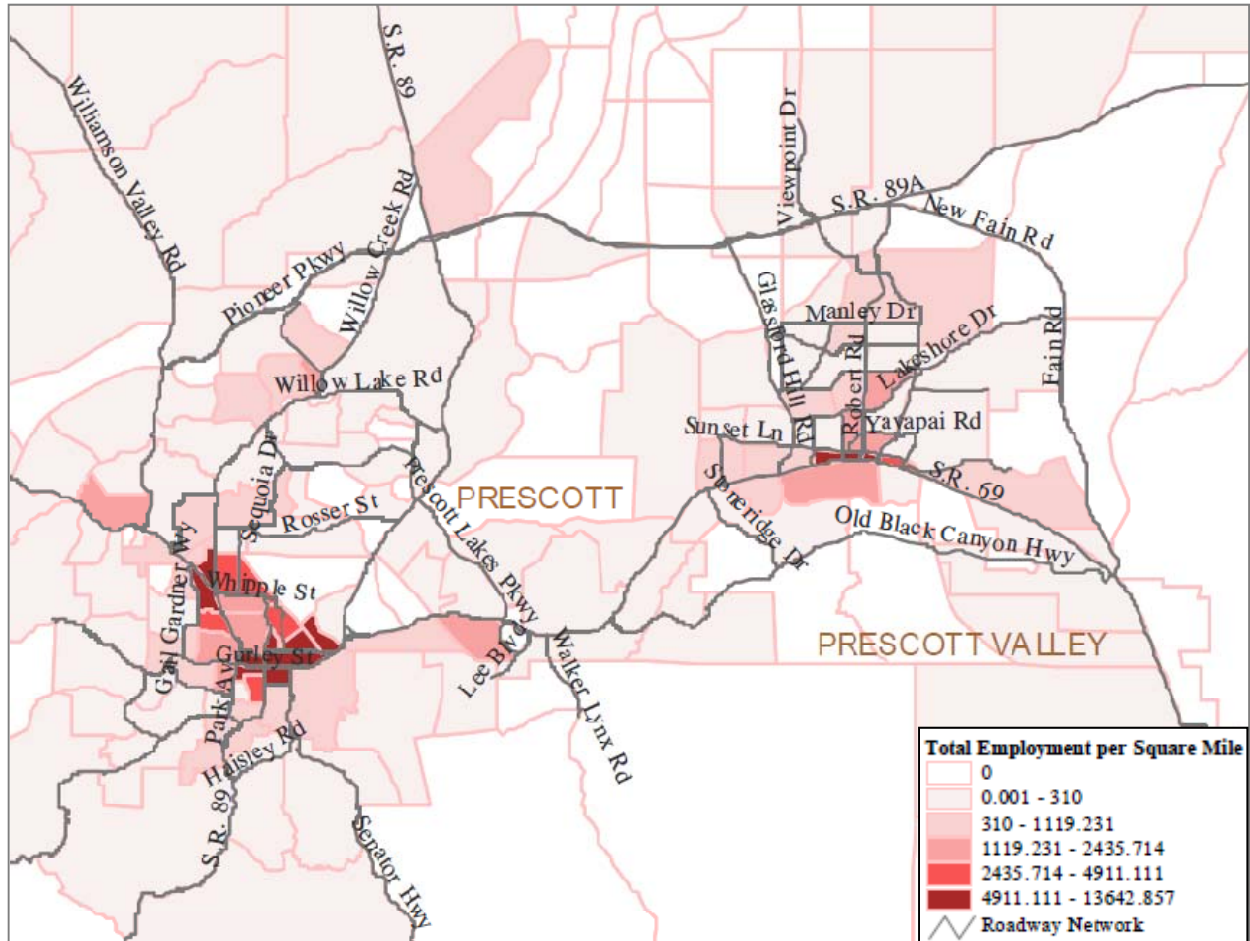 S.R. 89
Williamson Valley Rd
Viewpoint Dr
S.R. 89A
New Fain Rd
Willow Creek Rd
Pioneer Pkwy
Glassford Hill Rd
Manley Dr
Lakeshore Dr
Robert Rd
Fain Rd
Willow Lake Rd
Sunset Ln
Yavapai Rd
Sequoia Dr
Prescott Lakes Pkwy
PRESCOTT
Stoneridge Dr
S.R. 69
Rosser St
Old Black Canyon Hwy
Gail Gardner Wy
Whipple St
PRESCOTT VALLEY
Gurley St
Lee Blvd
Walker Lynx Rd
Park Av
Haisley Rd
S.R. 89
Senator Hwy
Total Employment per Square Mile
0
0.001 - 310
310 - 1119.231
1119.231 - 2435.714
2435.714 - 4911.111
4911.111 - 13642.857
Roadway Network